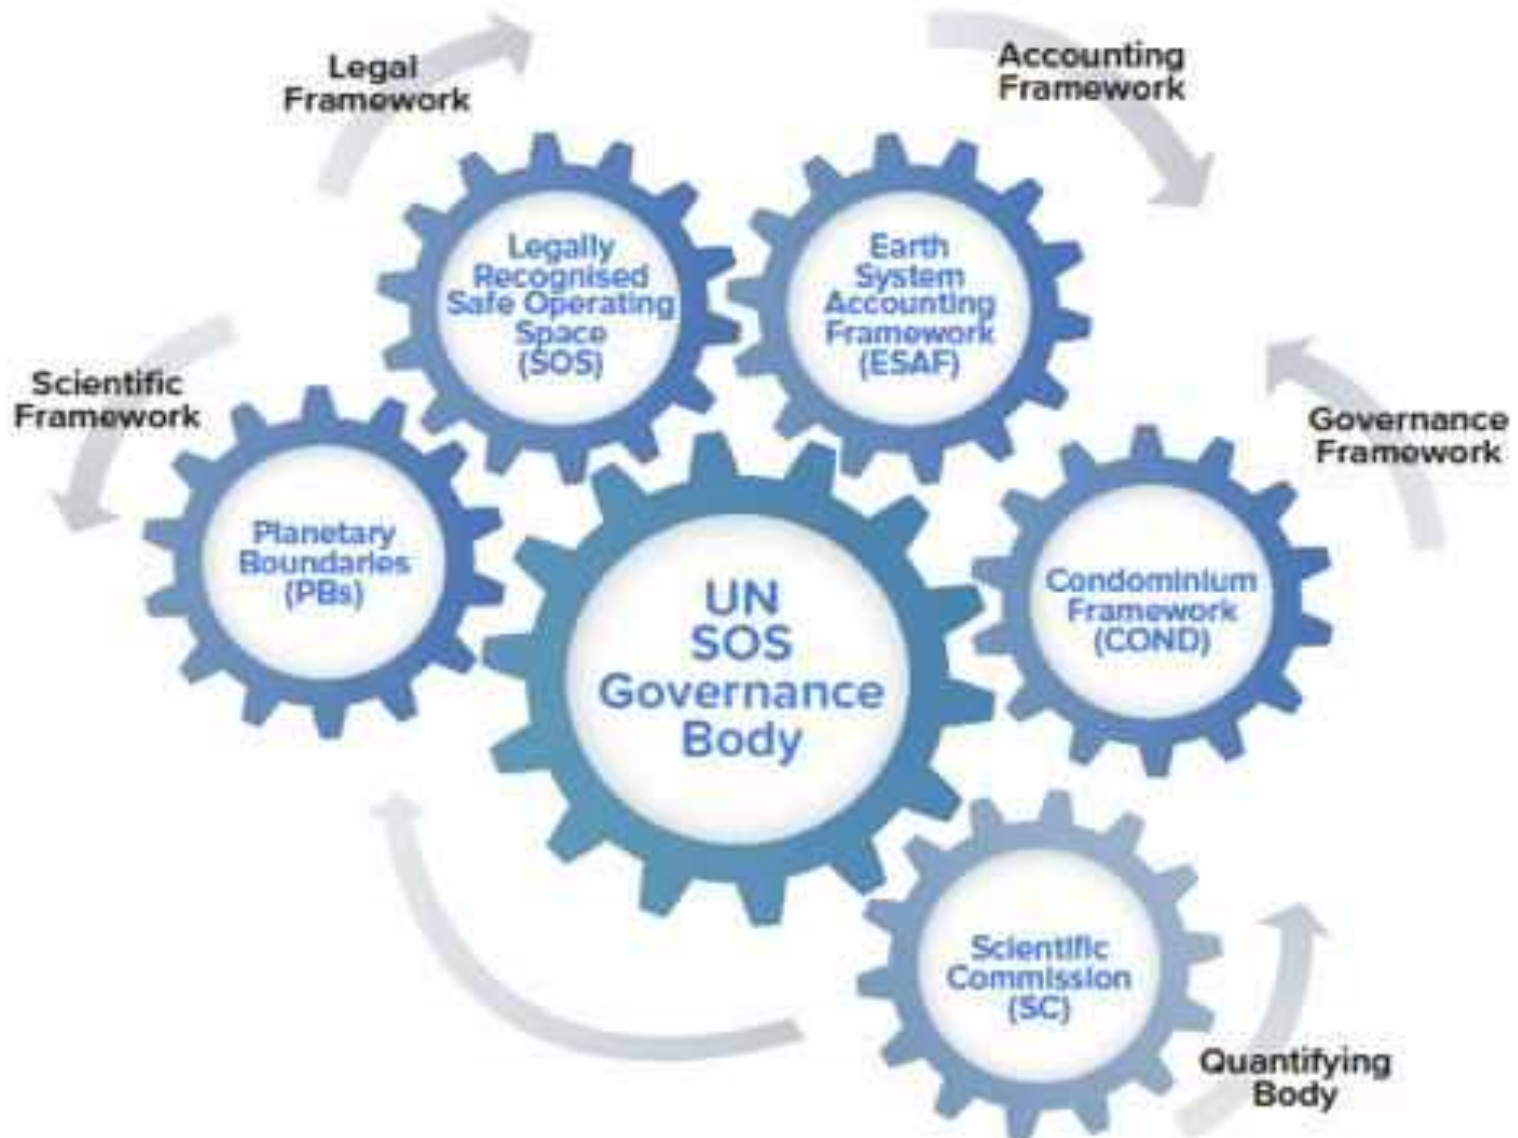 Legal
Framework
Accounting
Framework
Legally
Recognised
Safe Operating
Space
(SOS)
Earth
System
Accounting
Framework
(ESAF)
Scientific
Framework
Governance
Framework
Planetary
Boundaries
(PBs)
Condominium
Framework
(COND)
UN
SOS
Governance
Body
Scientific
Commission
(SC)
Quantifying
Body